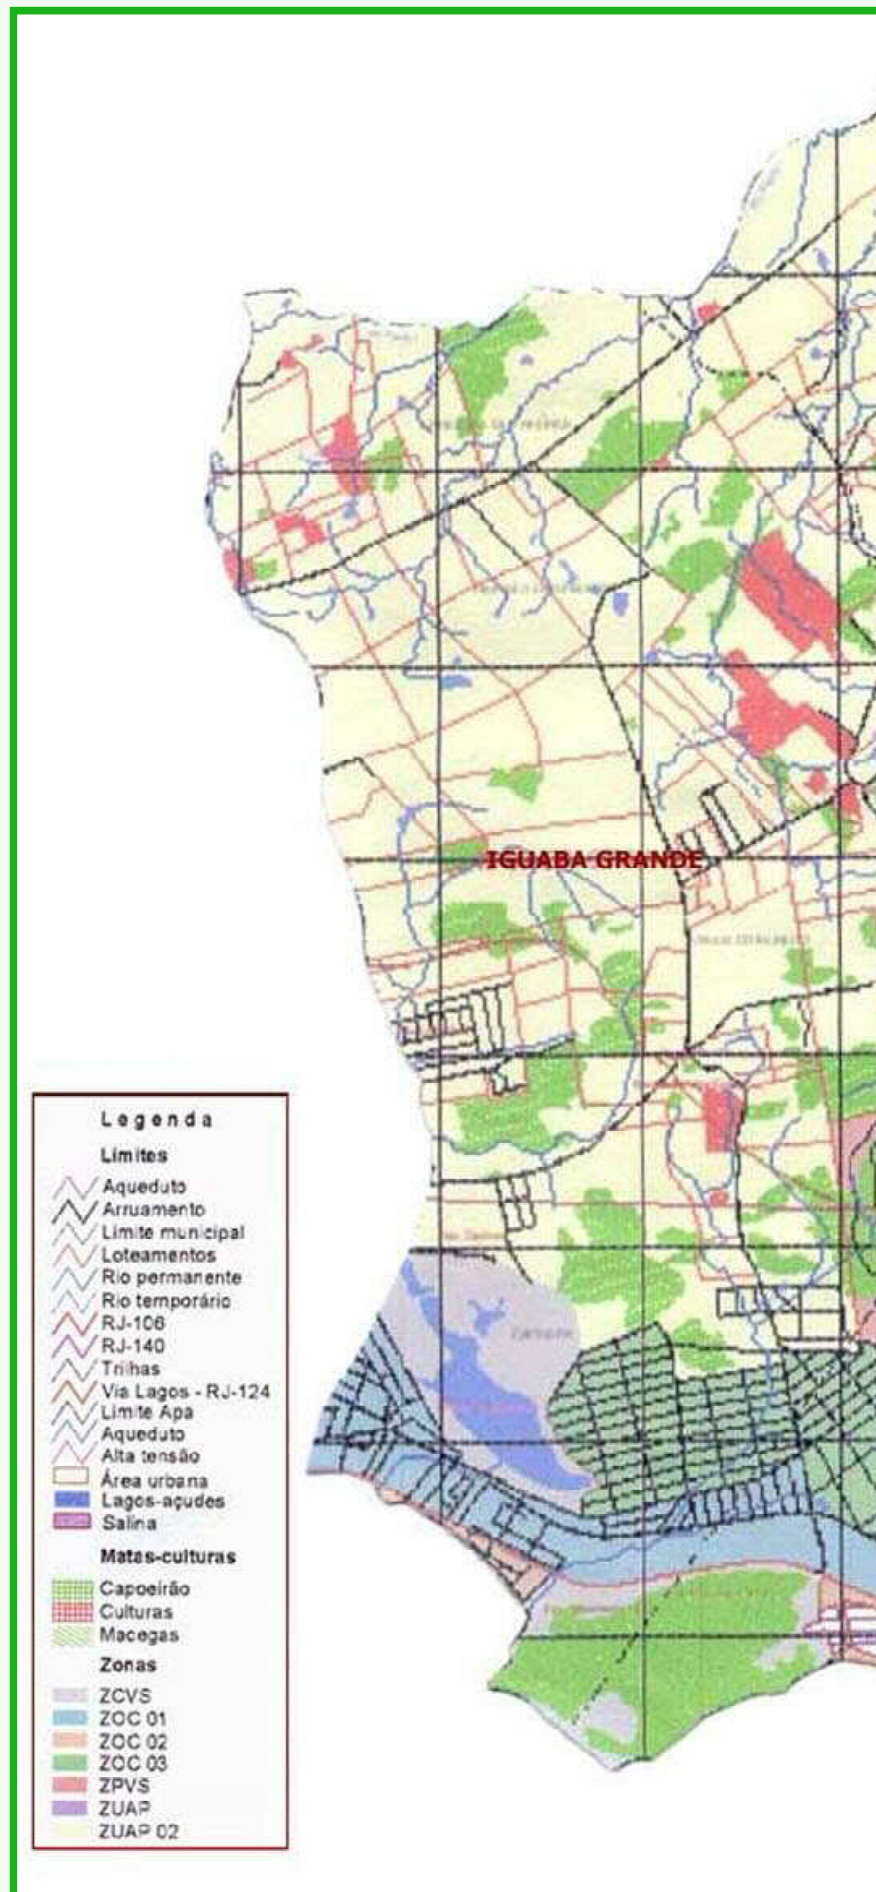 IGUABA GRANDE
Legenda
Limites
Aqueduto
Arruamento
Limite municipal
Loteamentos
Rio permanente
Rio temporário
RJ-106
RJ-140
Trilhas
Via Lagos - RJ-124
Limite Apa
Aqueduto
Alta tensão
Área urbana
Lagos-açudes
Salina
Matas-culturas
Capoeirão
Culturas
Macegas
Zonas
ZCVS
ZOC 01
ZOC 02
ZOC 03
ZPVS
ZUAP
ZUAP 02